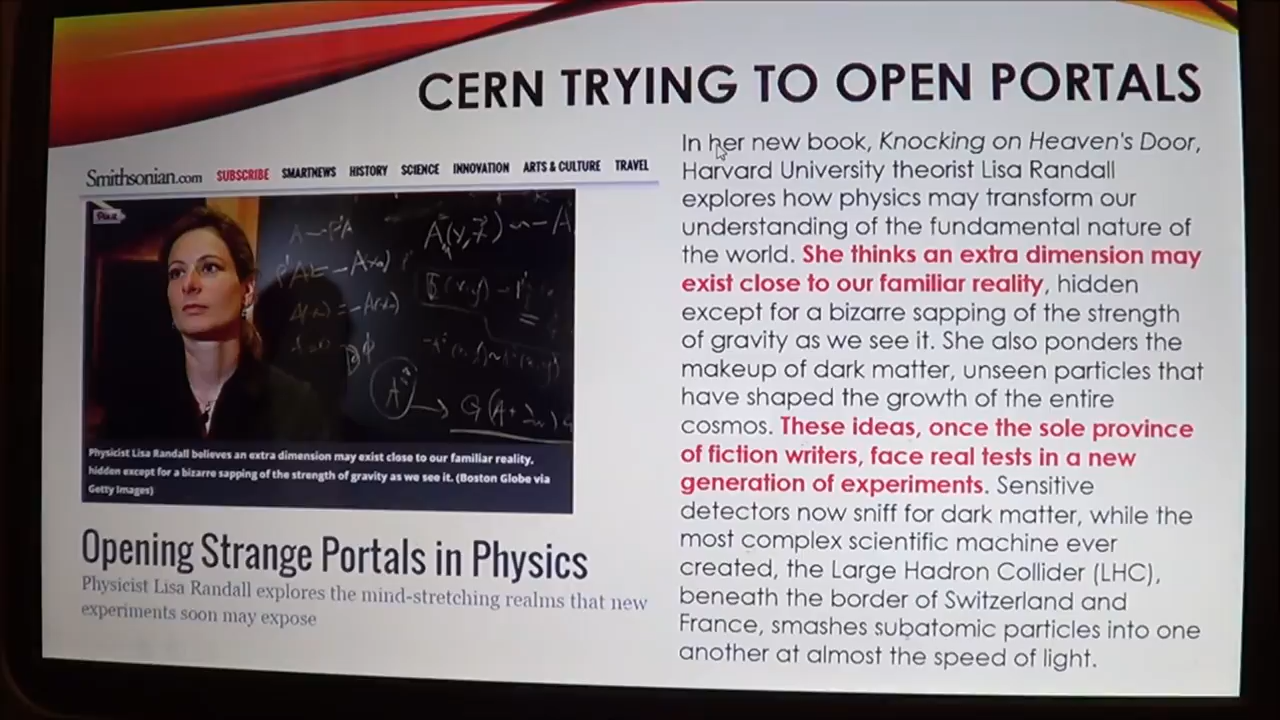 CERN TRYING TO OPEN PORTALS
Smithsonian.com SUBSCRIBE SMARTNEWS HISTORY SCIENCE INNOVATION ARTS & CULTURE TRAVEL
Physicist Lisa Randall believes an extra dimension may exist close to our familiar reality,
hidden except for a bizarre sapping of the strength of gravity as we see it. (Boston Globe via
Getty Images)
Opening Strange Portals in Physics
Physicist Lisa Randall explores the mind-stretching realms that new
experiments soon may expose
In her new book, Knocking on Heaven's Door,
Harvard University theorist Lisa Randall
explores how physics may transform our
understanding of the fundamental nature of
the world. She thinks an extra dimension may
exist close to our familiar reality, hidden
except for a bizarre sapping of the strength
of gravity as we see it. She also ponders the
makeup of dark matter, unseen particles that
have shaped the growth of the entire
cosmos. These ideas, once the sole province
of fiction writers, face real tests in a new
generation of experiments. Sensitive
detectors now sniff for dark matter, while the
most complex scientific machine ever
created, the Large Hadron Collider (LHC),
beneath the border of Switzerland and
France, smashes subatomic particles into one
another at almost the speed of light.